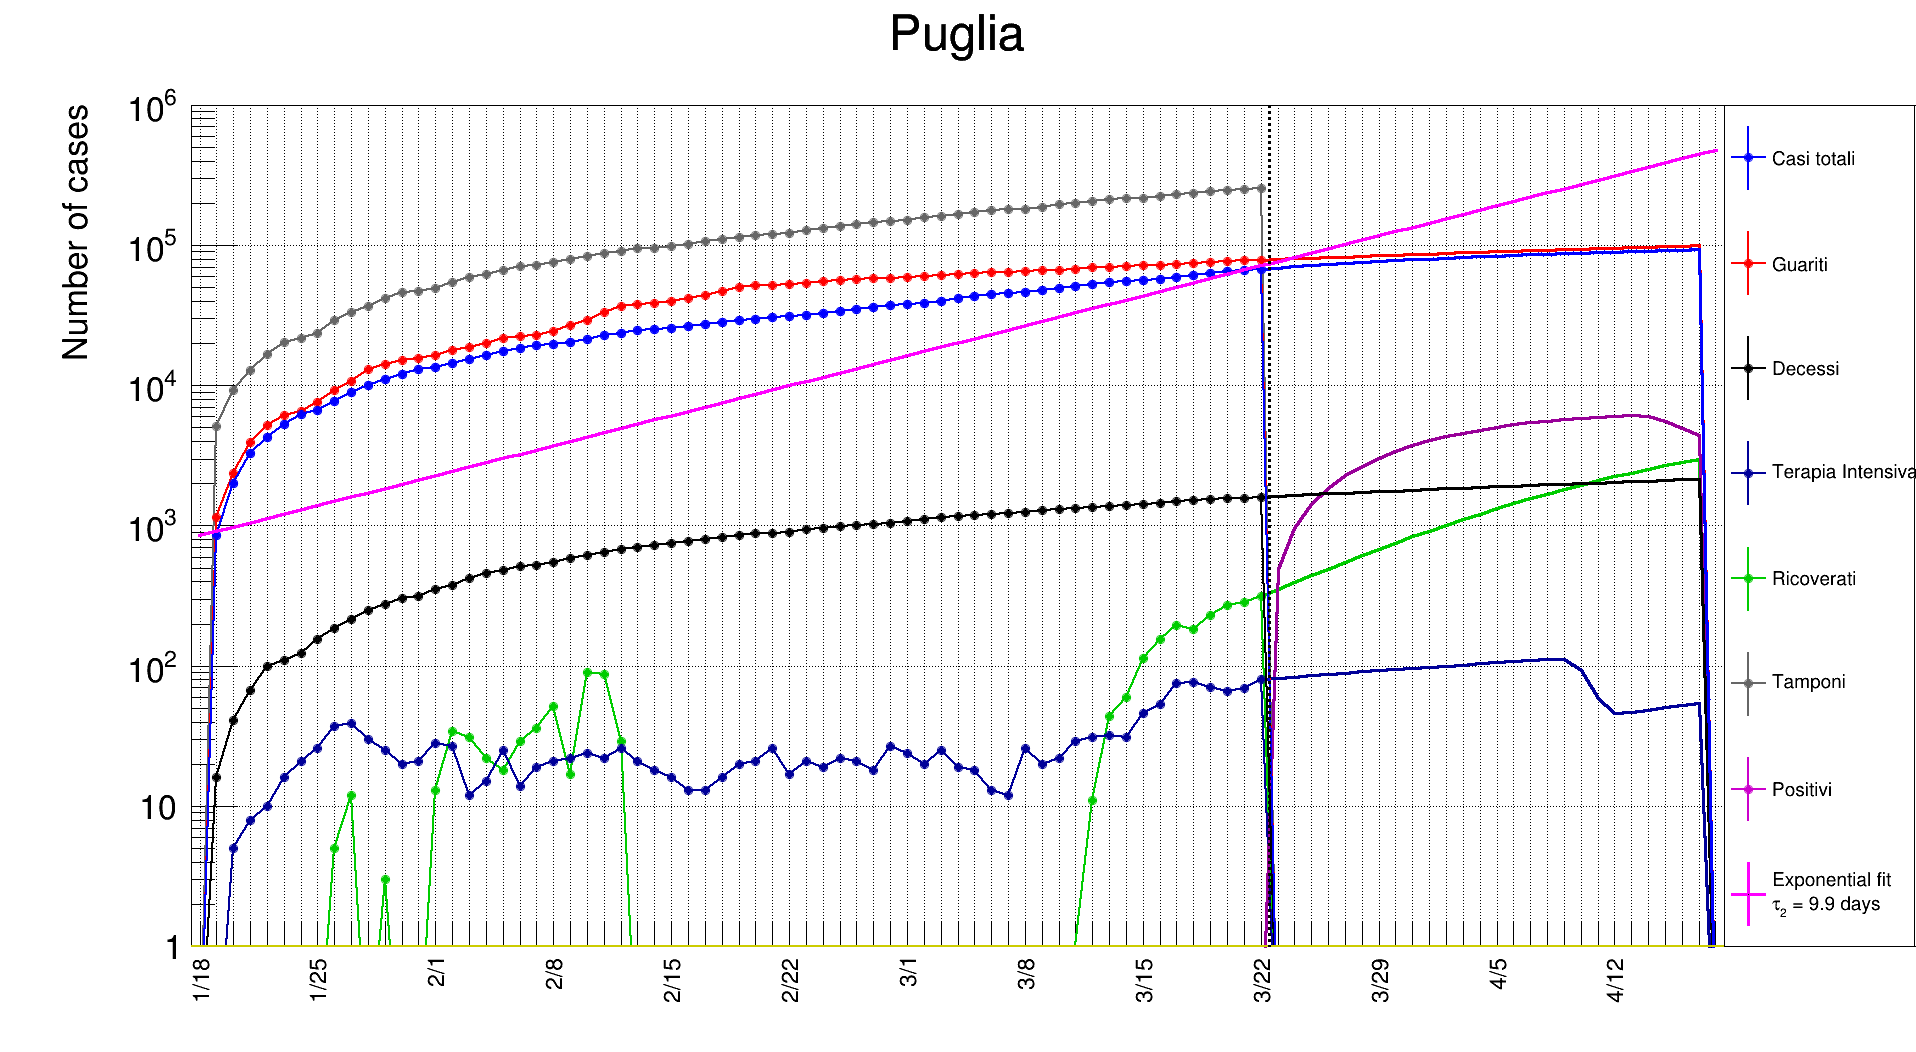 Puglia
Number of cases
10^6
10^5
10^4
10^3
10^2
10
1
1/18
1/25
2/1
2/8
2/15
2/22
3/1
3/8
3/15
3/22
3/29
4/5
4/12
Casi totali
Guariti
Decessi
Terapia Intensiva
Ricoverati
Tamponi
Positivi
Exponential fit
τ_2 = 9.9 days